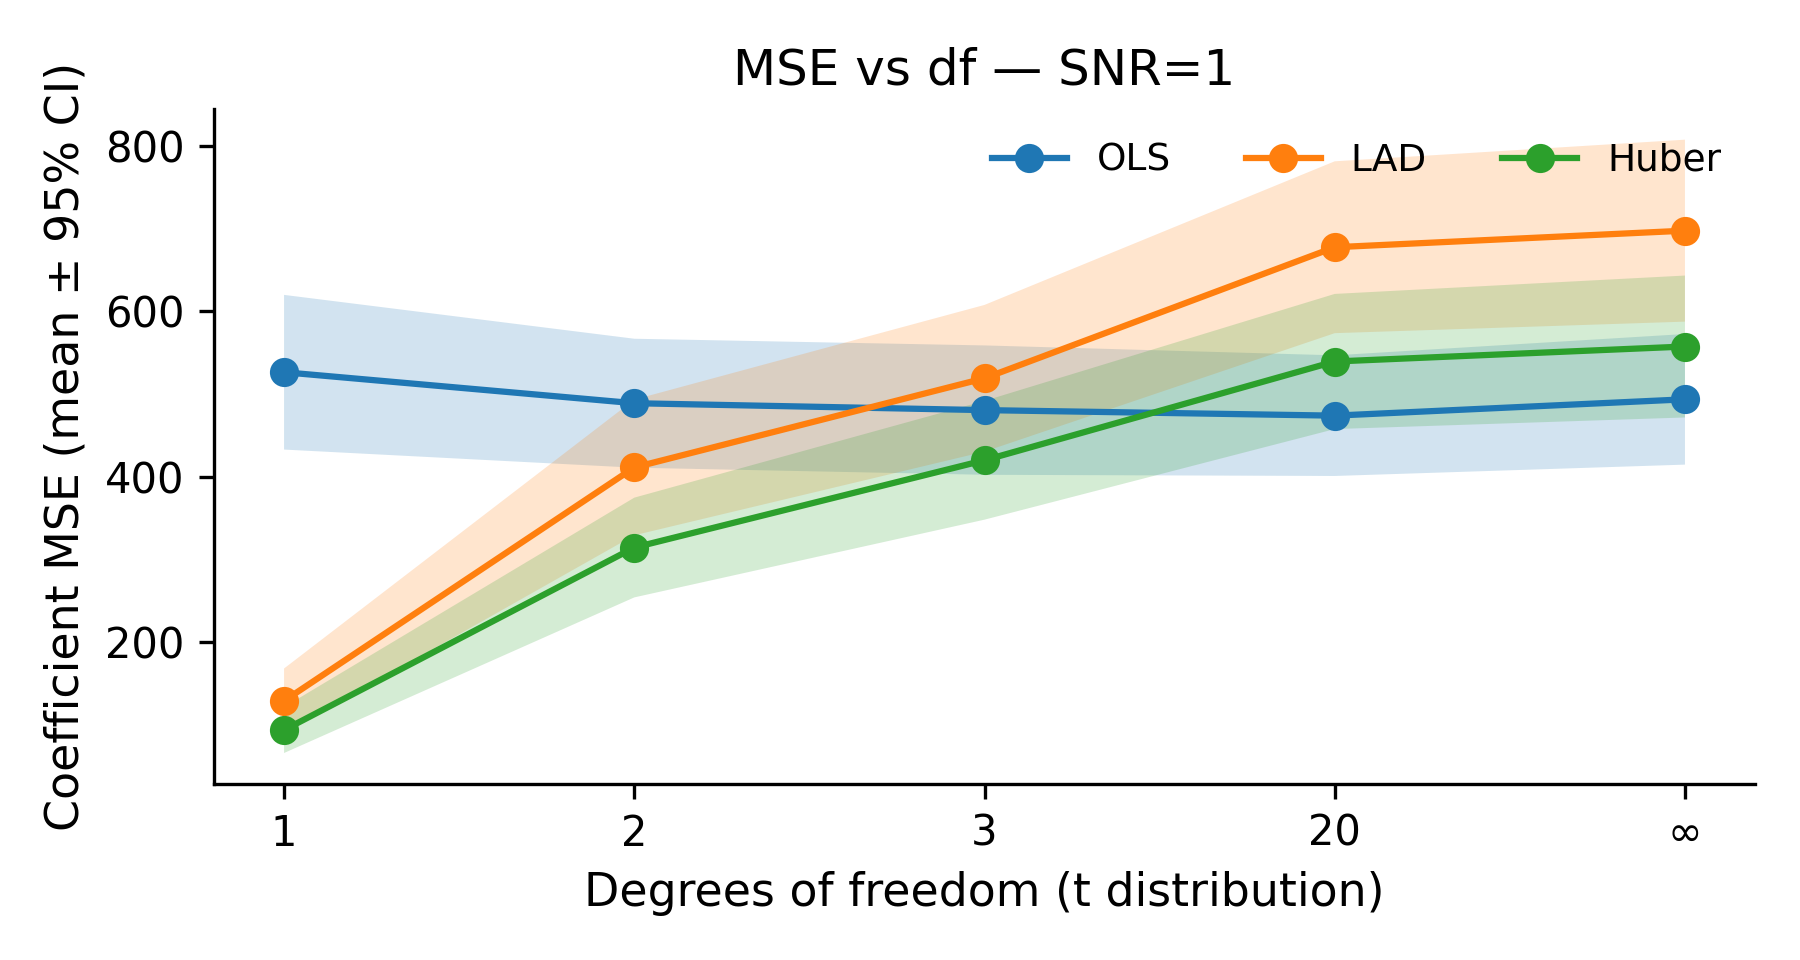 MSE vs df — SNR=1
Coefficient MSE (mean ± 95% CI)
800
600
400
200
OLS
LAD
Huber
1
2
3
20
∞
Degrees of freedom (t distribution)